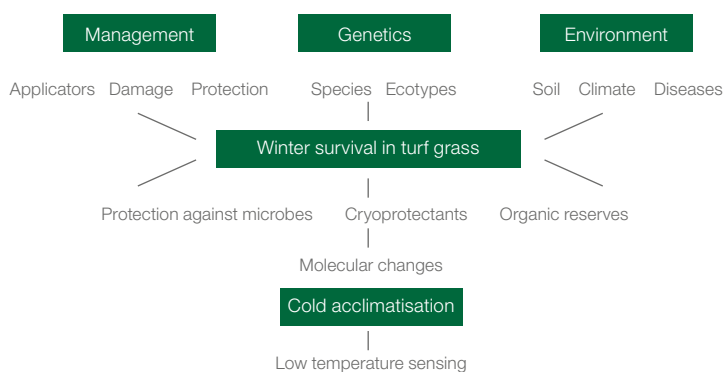 Management Genetics Environment
Applicators Damage Protection Species Ecotypes Soil Climate Diseases
Winter survival in turf grass
Protection against microbes Cryoprotectants Organic reserves
Molecular changes
Cold acclimatisation
Low temperature sensing